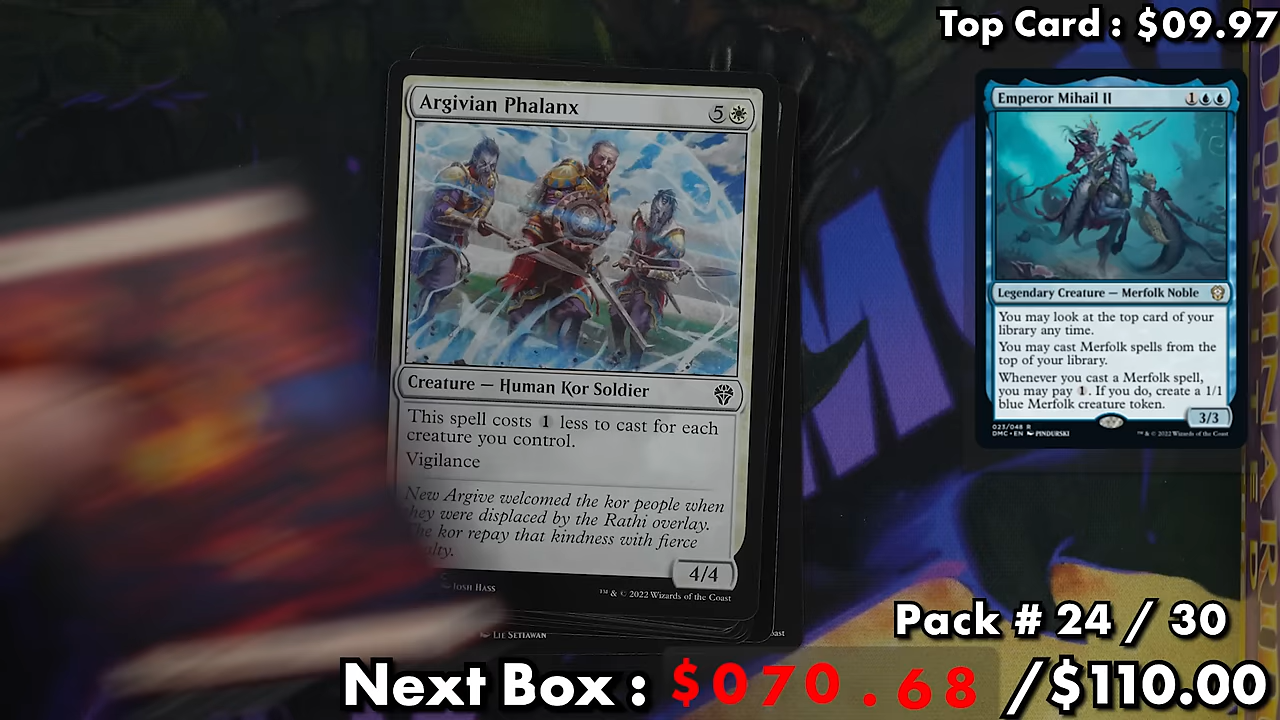 Top Card : $09.97
Argivian Phalanx 5
Creature — Human Kor Soldier
This spell costs 1 less to cast for each
creature you control.
Vigilance
New Argive welcomed the kor people when
they were displaced by the Rathi overlay.
The kor repay that kindness with fierce
4/4
JOSH HASS
™ & © 2022 Wizards of the Coast
LIE SETIAWAN
Emperor Mihail II 1
Legendary Creature — Merfolk Noble
You may look at the top card of your
library any time.
You may cast Merfolk spells from the
top of your library.
Whenever you cast a Merfolk spell,
you may pay 1. If you do, create a 1/1
blue Merfolk creature token.
3/3
023/048 R
DMC • EN PINDURSKI
™ & © 2022 Wizards of the Coast
Pack # 24 / 30
Next Box : $070.68 /$110.00